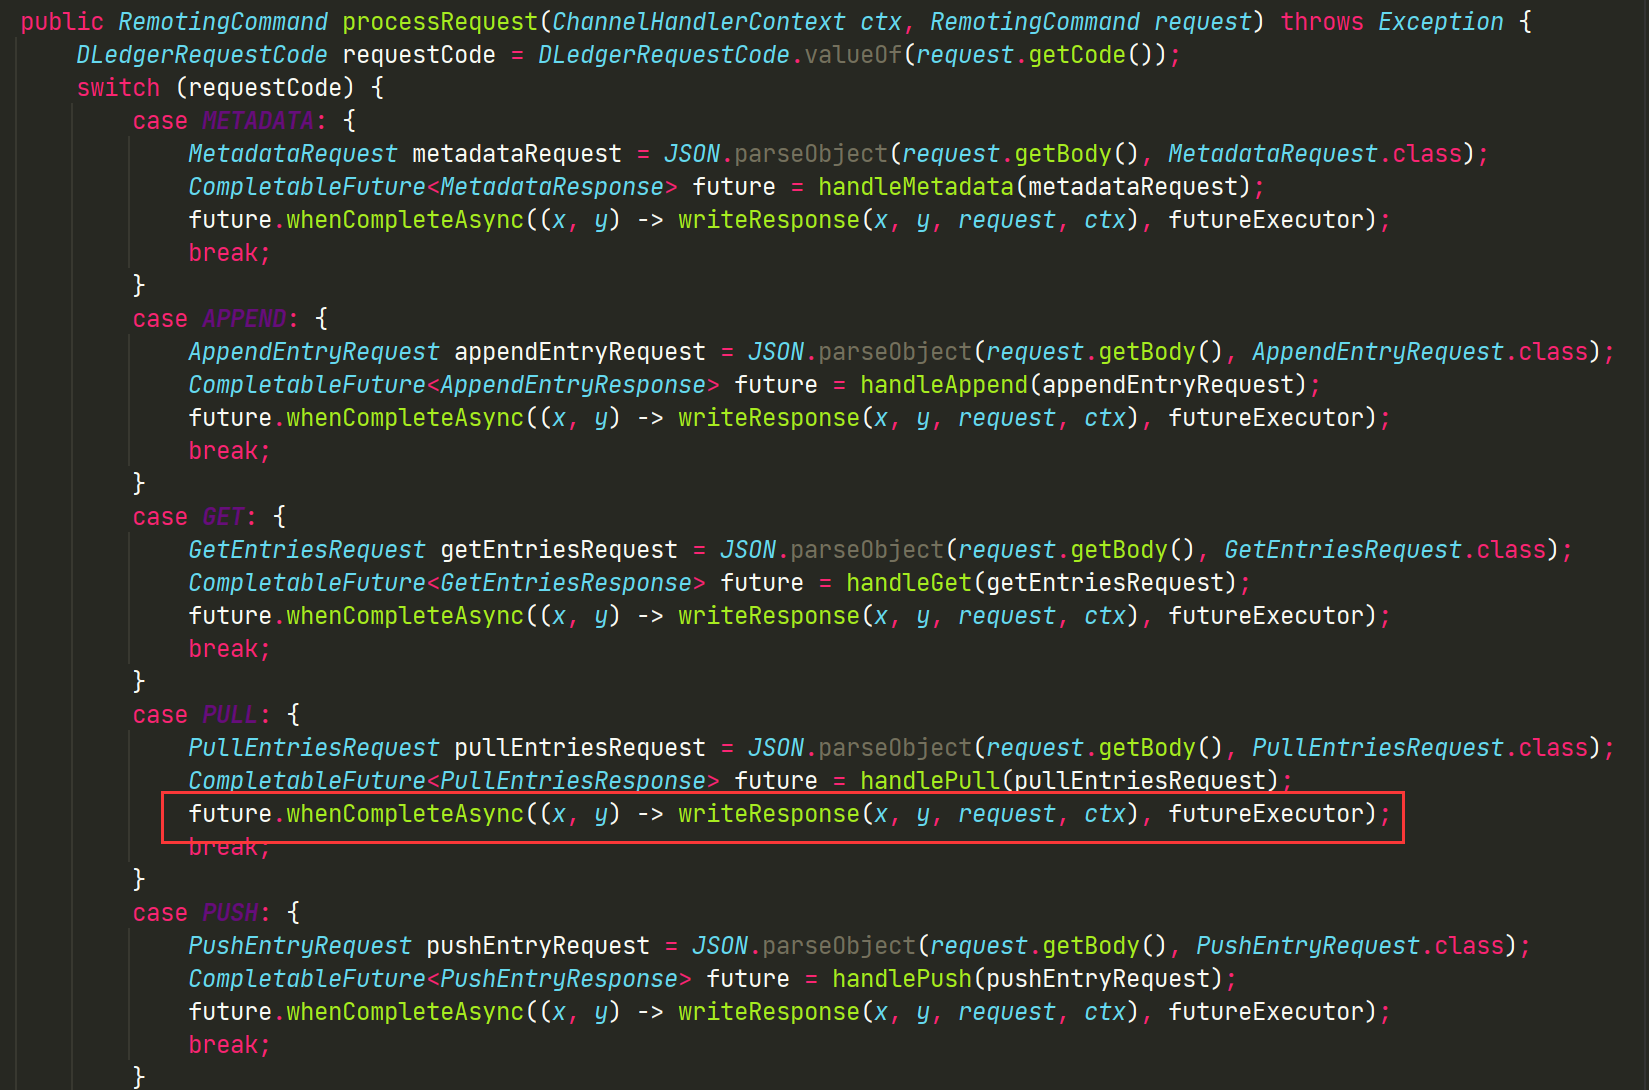 public RemotingCommand processRequest(ChannelHandlerContext ctx, RemotingCommand request) throws Exception {
    DLedgerRequestCode requestCode = DLedgerRequestCode.valueOf(request.getCode());
    switch (requestCode) {
        case METADATA: {
            MetadataRequest metadataRequest = JSON.parseObject(request.getBody(), MetadataRequest.class);
            CompletableFuture<MetadataResponse> future = handleMetadata(metadataRequest);
            future.whenCompleteAsync((x, y) -> writeResponse(x, y, request, ctx), futureExecutor);
            break;
        }
        case APPEND: {
            AppendEntryRequest appendEntryRequest = JSON.parseObject(request.getBody(), AppendEntryRequest.class);
            CompletableFuture<AppendEntryResponse> future = handleAppend(appendEntryRequest);
            future.whenCompleteAsync((x, y) -> writeResponse(x, y, request, ctx), futureExecutor);
            break;
        }
        case GET: {
            GetEntriesRequest getEntriesRequest = JSON.parseObject(request.getBody(), GetEntriesRequest.class);
            CompletableFuture<GetEntriesResponse> future = handleGet(getEntriesRequest);
            future.whenCompleteAsync((x, y) -> writeResponse(x, y, request, ctx), futureExecutor);
            break;
        }
        case PULL: {
            PullEntriesRequest pullEntriesRequest = JSON.parseObject(request.getBody(), PullEntriesRequest.class);
            CompletableFuture<PullEntriesResponse> future = handlePull(pullEntriesRequest);
            future.whenCompleteAsync((x, y) -> writeResponse(x, y, request, ctx), futureExecutor);
            break;
        }
        case PUSH: {
            PushEntryRequest pushEntryRequest = JSON.parseObject(request.getBody(), PushEntryRequest.class);
            CompletableFuture<PushEntryResponse> future = handlePush(pushEntryRequest);
            future.whenCompleteAsync((x, y) -> writeResponse(x, y, request, ctx), futureExecutor);
            break;
        }